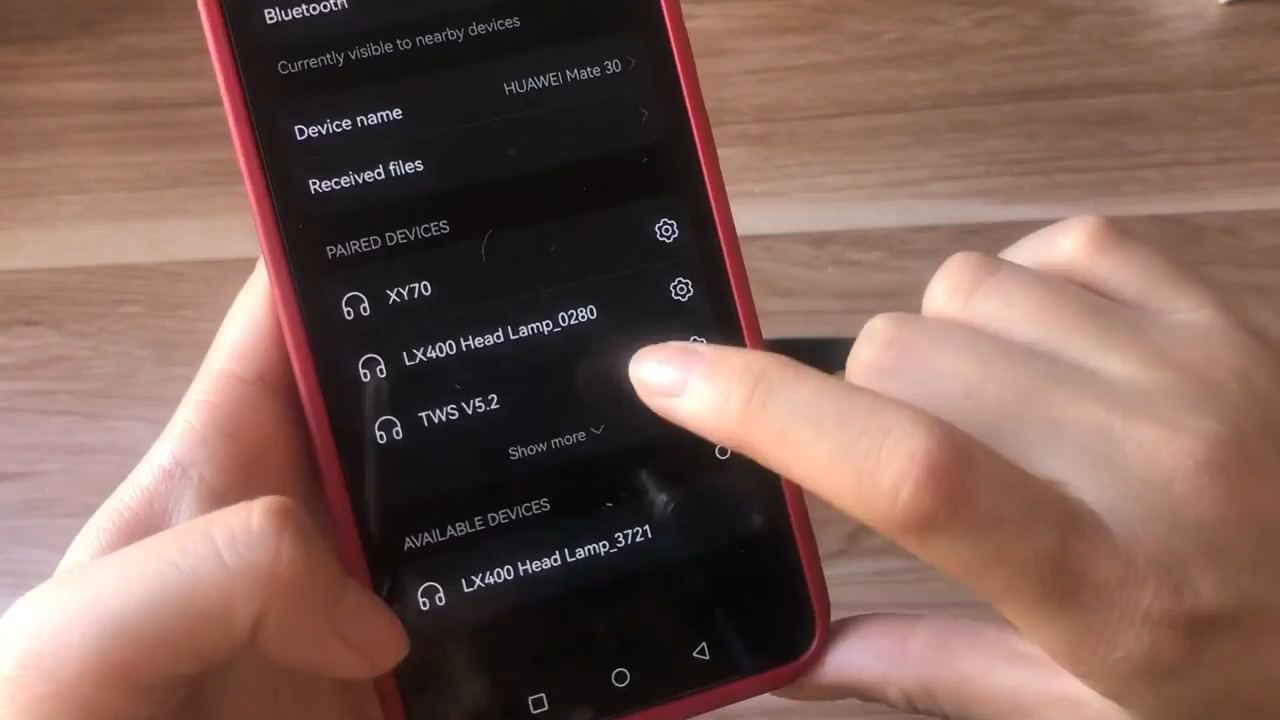 Bluetooth
Currently visible to nearby devices
Device name HUAWEI Mate 30
Received files
PAIRED DEVICES
XY70
LX400 Head Lamp_0280
TWS V5.2
Show more
AVAILABLE DEVICES
LX400 Head Lamp_3721